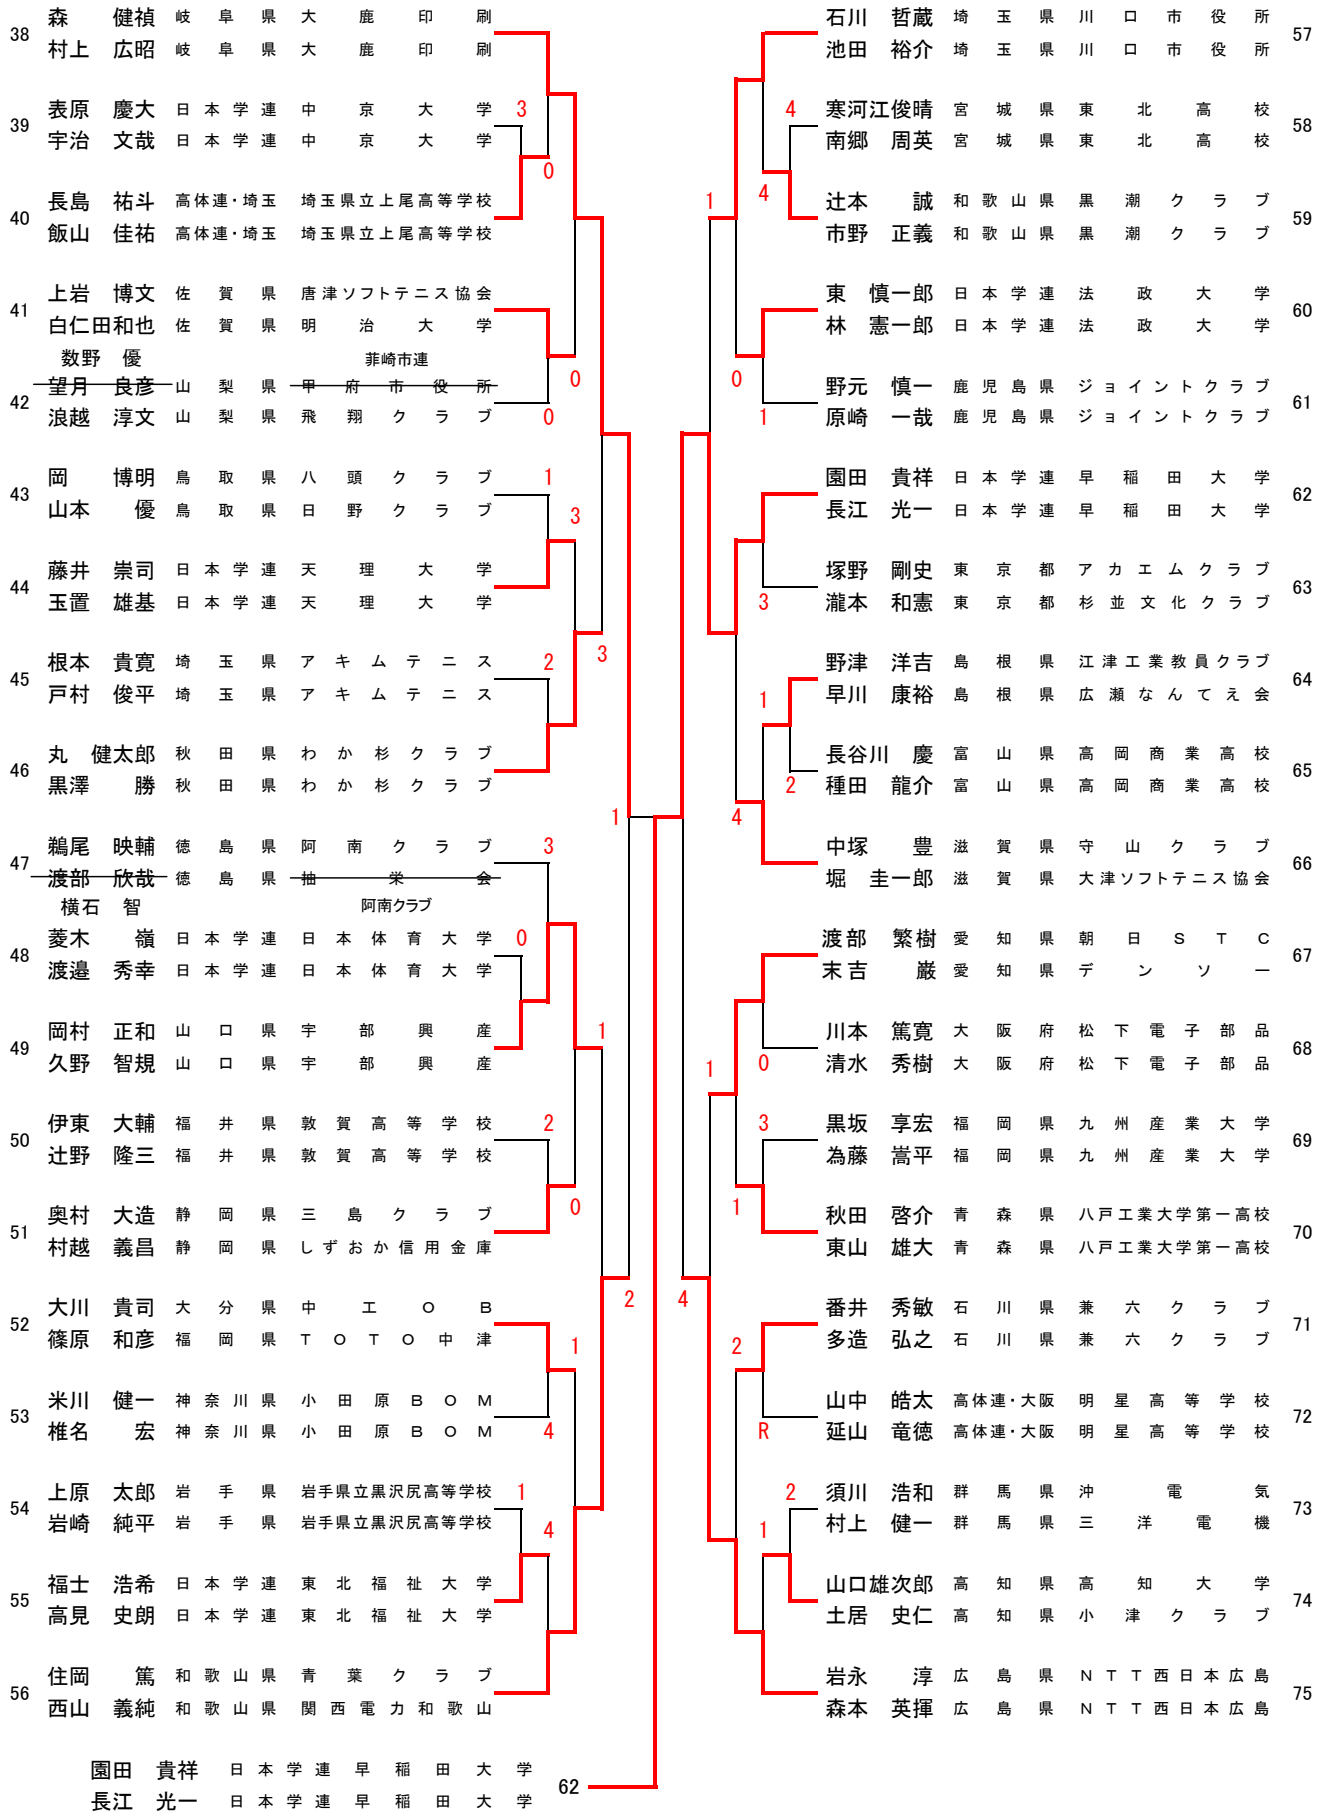 38 森 健禎 岐阜県 大鹿印刷
村上 広昭 岐阜県 大鹿印刷
39 表原 慶大 日本学連 中京大学 3
宇治 文哉 日本学連 中京大学
0
40 長島 祐斗 高体連・埼玉 埼玉県立上尾高等学校
飯山 佳祐 高体連・埼玉 埼玉県立上尾高等学校
41 上岩 博文 佐賀県 唐津ソフトテニス協会
白仁田和也 佐賀県 明治大学
数野 優 韮崎市連
0
42 望月 良彦 山梨県 甲府市役所
浪越 淳文 山梨県 飛翔クラブ 0
43 岡 博明 鳥取県 八頭クラブ 1
山本 優 鳥取県 日野クラブ 3
44 藤井 崇司 日本学連 天理大学
玉置 雄基 日本学連 天理大学
3
45 根本 貴寛 埼玉県 アキムテニス 2
戸村 俊平 埼玉県 アキムテニス
46 丸 健太郎 秋田県 わか杉クラブ
黒澤 勝 秋田県 わか杉クラブ
1
47 鵜尾 映輔 徳島県 阿南クラブ 3
渡部 欣哉 徳島県 抽栄会
横石 智 阿南クラブ
48 菱木 嶺 日本学連 日本体育大学 0
渡邉 秀幸 日本学連 日本体育大学
49 岡村 正和 山口県 宇部興産 1
久野 智規 山口県 宇部興産
50 伊東 大輔 福井県 敦賀高等学校 2
辻野 隆三 福井県 敦賀高等学校
0
51 奥村 大造 静岡県 三島クラブ
村越 義昌 静岡県 しずおか信用金庫
2
52 大川 貴司 大分県 中工OB
篠原 和彦 福岡県 TOTO中津 1
53 米川 健一 神奈川県 小田原BOM
椎名 宏 神奈川県 小田原BOM 4
54 上原 太郎 岩手県 岩手県立黒沢尻高等学校 1
岩崎 純平 岩手県 岩手県立黒沢尻高等学校 4
55 福士 浩希 日本学連 東北福祉大学
高見 史朗 日本学連 東北福祉大学
56 住岡 篤 和歌山県 青葉クラブ
西山 義純 和歌山県 関西電力和歌山
石川 哲蔵 埼玉県 川口市役所 57
池田 裕介 埼玉県 川口市役所
4 寒河江俊晴 宮城県 東北高校 58
南郷 周英 宮城県 東北高校
1 4 辻本 誠 和歌山県 黒潮クラブ 59
市野 正義 和歌山県 黒潮クラブ
東 慎一郎 日本学連 法政大学 60
林 憲一郎 日本学連 法政大学
0
野元 慎一 鹿児島県 ジョイントクラブ 61
1 原崎 一哉 鹿児島県 ジョイントクラブ
園田 貴祥 日本学連 早稲田大学 62
長江 光一 日本学連 早稲田大学
塚野 剛史 東京都 アカエムクラブ 63
3 瀧本 和憲 東京都 杉並文化クラブ
野津 洋吉 島根県 江津工業教員クラブ 64
1 早川 康裕 島根県 広瀬なんてえ会
長谷川 慶 富山県 高岡商業高校 65
2 種田 龍介 富山県 高岡商業高校
4
中塚 豊 滋賀県 守山クラブ 66
堀 圭一郎 滋賀県 大津ソフトテニス協会
渡部 繁樹 愛知県 朝日STC 67
末吉 巌 愛知県 デンソー
川本 篤寛 大阪府 松下電子部品 68
1 0 清水 秀樹 大阪府 松下電子部品
3 黒坂 享宏 福岡県 九州産業大学 69
為藤 嵩平 福岡県 九州産業大学
1 秋田 啓介 青森県 八戸工業大学第一高校 70
東山 雄大 青森県 八戸工業大学第一高校
4
番井 秀敏 石川県 兼六クラブ 71
2 多造 弘之 石川県 兼六クラブ
山中 皓太 高体連・大阪 明星高等学校 72
R 延山 竜徳 高体連・大阪 明星高等学校
2 須川 浩和 群馬県 沖電気 73
1 村上 健一 群馬県 三洋電機
山口雄次郎 高知県 高知大学 74
土居 史仁 高知県 小津クラブ
岩永 淳 広島県 NTT西日本広島 75
森本 英揮 広島県 NTT西日本広島
園田 貴祥 日本学連 早稲田大学 62
長江 光一 日本学連 早稲田大学